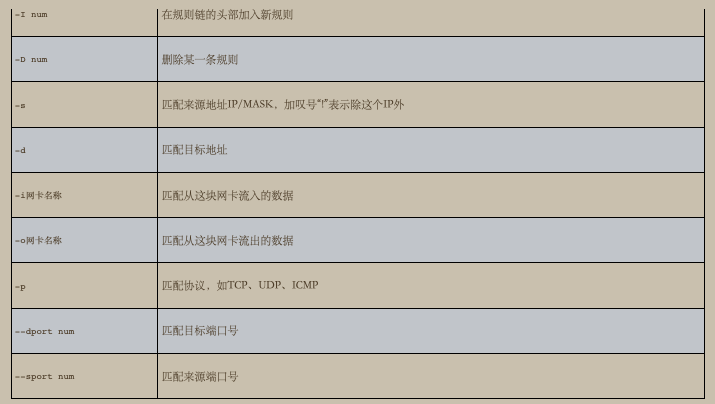 -I num 在规则链的头部加入新规则
-D num 删除某一条规则
-s 匹配来源地址IP/MASK，加叹号“!”表示除这个IP外
-d 匹配目标地址
-i网卡名称 匹配从这块网卡流入的数据
-o网卡名称 匹配从这块网卡流出的数据
-p 匹配协议，如TCP、UDP、ICMP
--dport num 匹配目标端口号
--sport num 匹配来源端口号